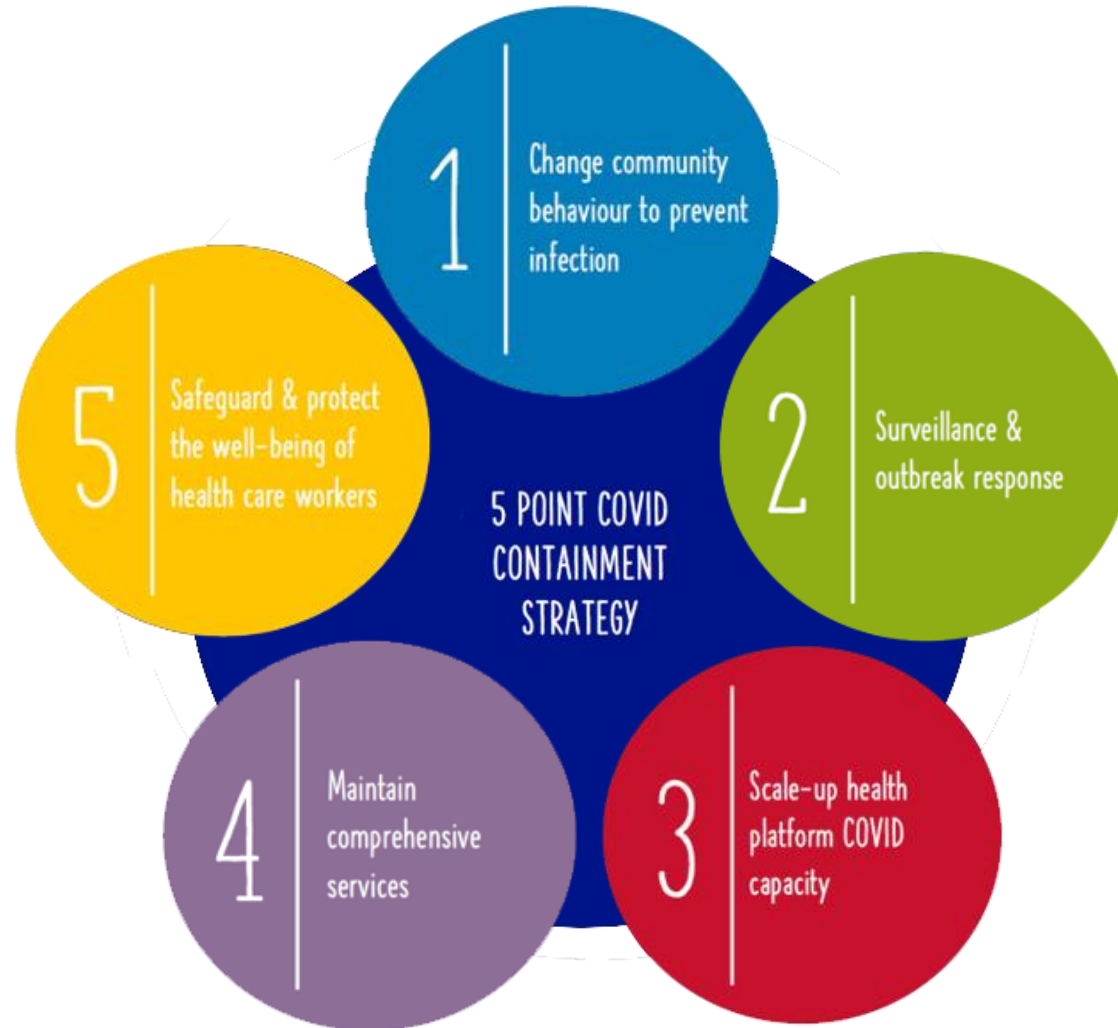 5 POINT COVID
CONTAINMENT
STRATEGY
1
Change community
behaviour to prevent
infection
2
Surveillance &
outbreak response
3
Scale-up health
platform COVID
capacity
4
Maintain
comprehensive
services
5
Safeguard & protect
the well-being of
health care workers